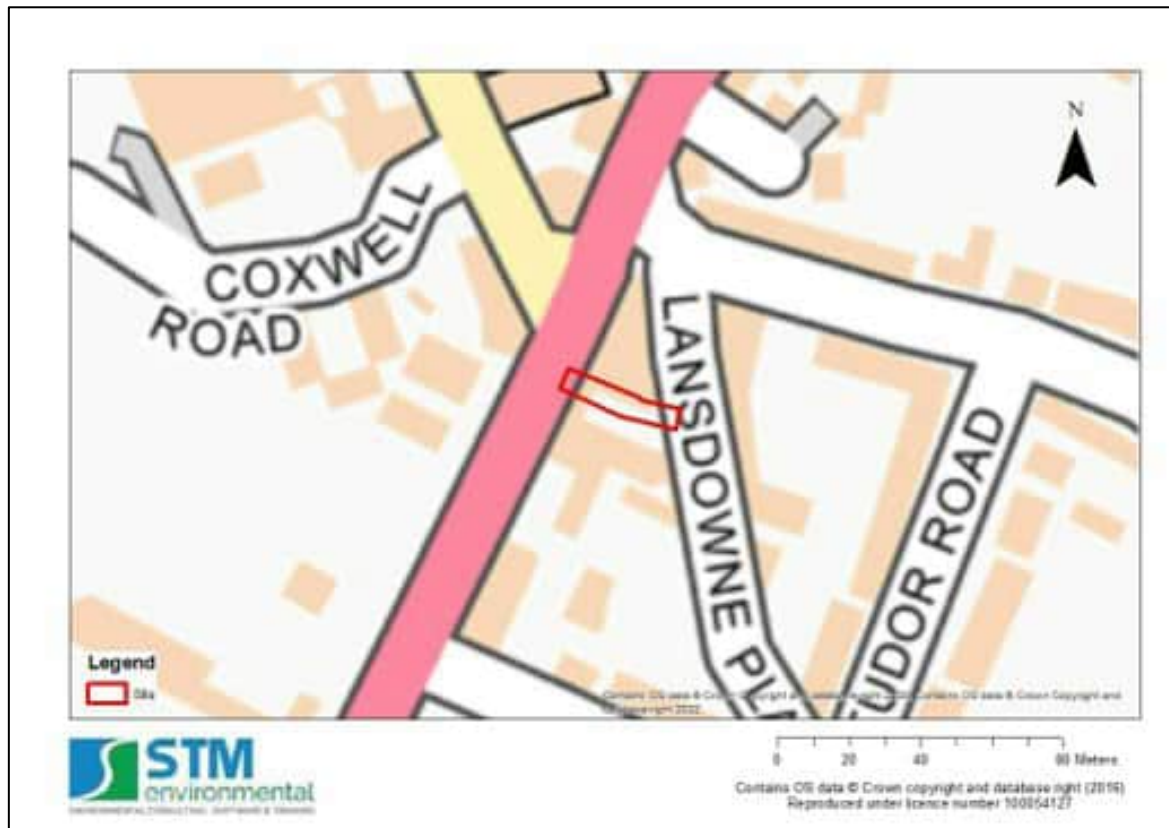 N
COXWELL
ROAD
LANSDOWNE PLA
TUDOR ROAD
Legend
Site
STM
environmental
0 20 40 80 Meters
Contains OS data © Crown copyright and database right (2016)
Reproduced under licence number 100054127